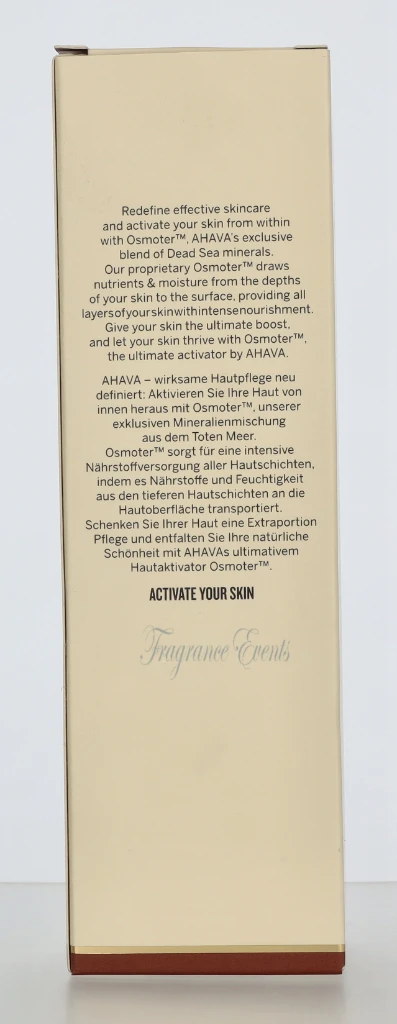 Redefine effective skincare
and activate your skin from within
with Osmoter™, AHAVA's exclusive
blend of Dead Sea minerals.
Our proprietary Osmoter™ draws
nutrients & moisture from the depths
of your skin to the surface, providing all
layersofyourskinwithintensenourishment.
Give your skin the ultimate boost,
and let your skin thrive with Osmoter™,
the ultimate activator by AHAVA.
AHAVA – wirksame Hautpflege neu
definiert: Aktivieren Sie Ihre Haut von
innen heraus mit Osmoter™, unserer
exklusiven Mineralienmischung
aus dem Toten Meer.
Osmoter™ sorgt für eine intensive
Nährstoffversorgung aller Hautschichten,
indem es Nährstoffe und Feuchtigkeit
aus den tieferen Hautschichten an die
Hautoberfläche transportiert.
Schenken Sie Ihrer Haut eine Extraportion
Pflege und entfalten Sie Ihre natürliche
Schönheit mit AHAVAs ultimativem
Hautaktivator Osmoter™.
ACTIVATE YOUR SKIN
Fragrance Events